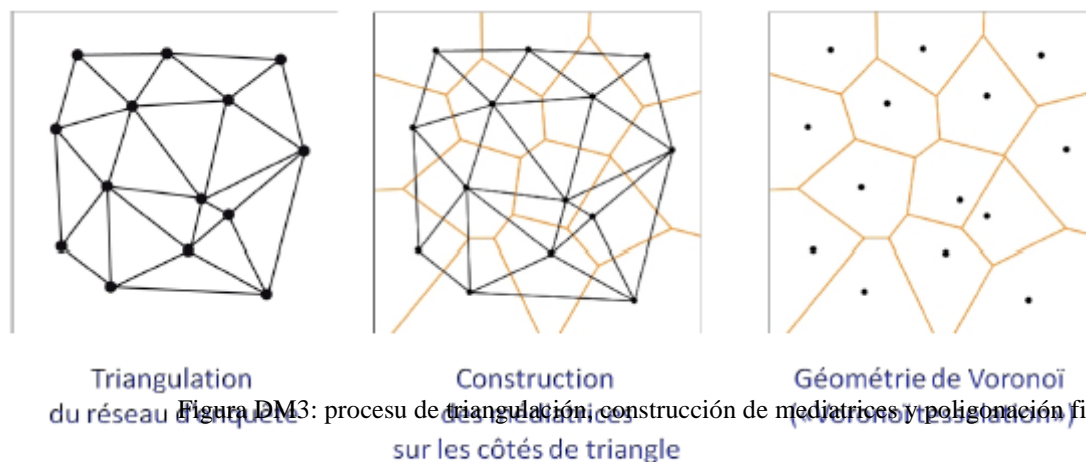 Triangulation
du réseau d'enquête
Construction
des médiatrices
sur les côtés de triangle
Géométrie de Voronoï
(«Voronoï tesselation»)
Figura DM3: procesu de triangulación, construcción de mediatrices y poligonación fi